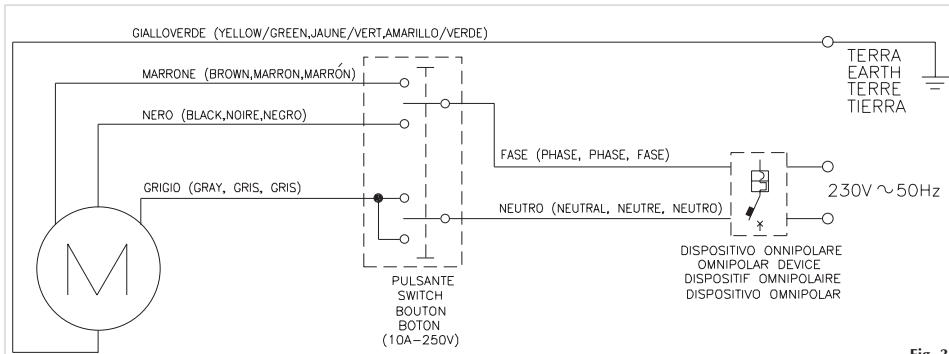 GIALLOVERDE (YELLOW/GREEN,JAUNE/VERT,AMARILLO/VERDE)
TERRA
EARTH
TERRE
TIERRA
MARRONE (BROWN,MARRON,MARRÓN)
NERO (BLACK,NOIRE,NEGRO)
FASE (PHASE, PHASE, FASE)
GRIGIO (GRAY, GRIS, GRIS)
230V ~ 50Hz
NEUTRO (NEUTRAL, NEUTRE, NEUTRO)
M
DISPOSITIVO ONNIPOLARE
OMNIPOLAR DEVICE
DISPOSITIF OMNIPOLAIRE
DISPOSITIVO OMNIPOLAR
PULSANTE
SWITCH
BOUTON
BOTON
(10A-250V)
Fig. 2